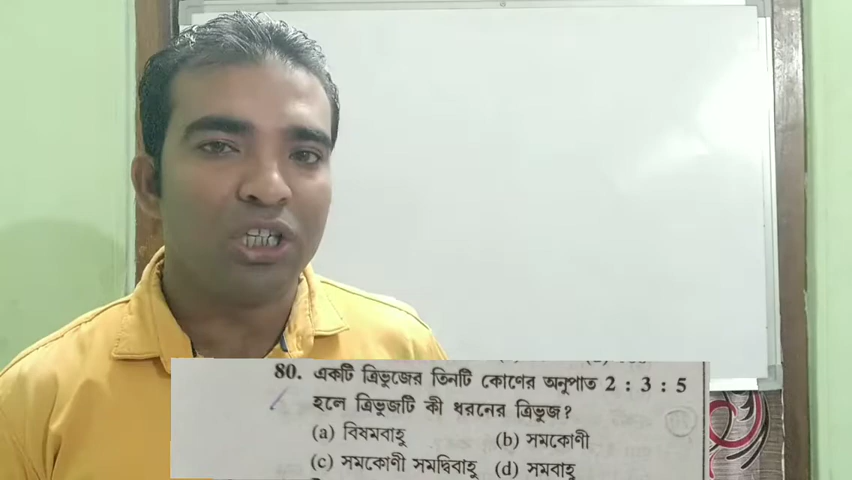 80. একটি ত্রিভুজের তিনটি কোণের অনুপাত 2 : 3 : 5
হলে ত্রিভুজটি কী ধরনের ত্রিভুজ?
(a) বিষমবাহু (b) সমকোণী
(c) সমকোণী সমদ্বিবাহু (d) সমবাহু